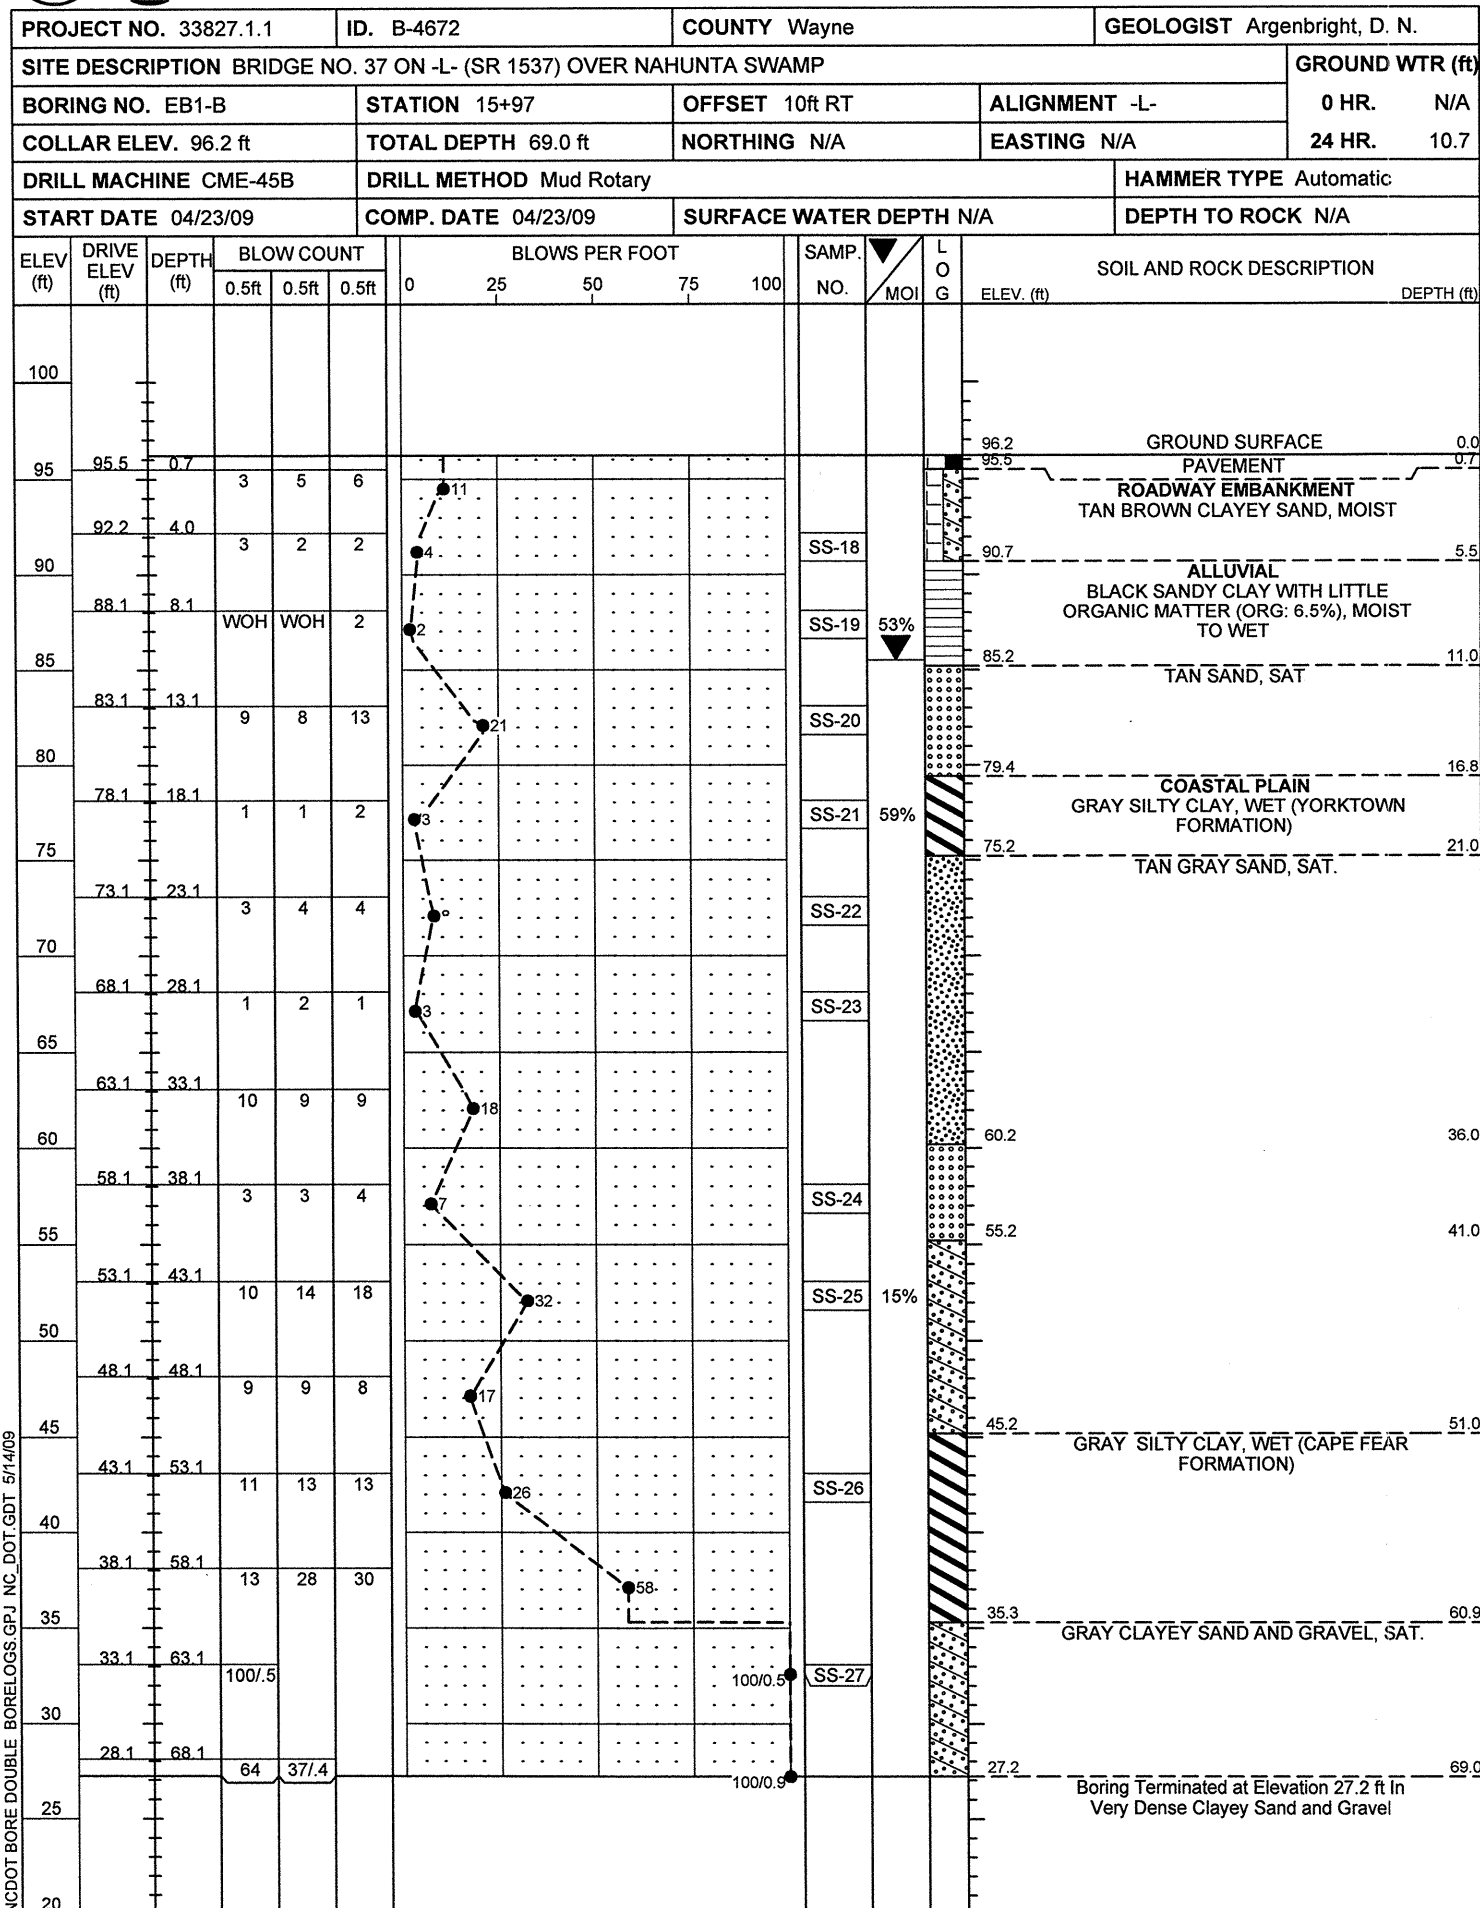 PROJECT NO. 33827.1.1 ID. B-4672 COUNTY Wayne GEOLOGIST Argenbright, D. N.
SITE DESCRIPTION BRIDGE NO. 37 ON -L- (SR 1537) OVER NAHUNTA SWAMP GROUND WTR (ft)
BORING NO. EB1-B STATION 15+97 OFFSET 10ft RT ALIGNMENT -L- 0 HR. N/A
COLLAR ELEV. 96.2 ft TOTAL DEPTH 69.0 ft NORTHING N/A EASTING N/A 24 HR. 10.7
DRILL MACHINE CME-45B DRILL METHOD Mud Rotary HAMMER TYPE Automatic
START DATE 04/23/09 COMP. DATE 04/23/09 SURFACE WATER DEPTH N/A DEPTH TO ROCK N/A
ELEV (ft) DRIVE ELEV (ft) DEPTH (ft) BLOW COUNT BLOWS PER FOOT SAMP. NO. MOI LOG SOIL AND ROCK DESCRIPTION
0.5ft 0.5ft 0.5ft 0 25 50 75 100 ELEV. (ft) DEPTH (ft)
100
96.2 GROUND SURFACE 0.0
95 95.5 0.7 3 5 6 11 95.5 PAVEMENT 0.7
ROADWAY EMBANKMENT
TAN BROWN CLAYEY SAND, MOIST
92.2 4.0 3 2 2 4 SS-18
90.7 5.5
90 ALLUVIAL
BLACK SANDY CLAY WITH LITTLE
ORGANIC MATTER (ORG: 6.5%), MOIST
TO WET
88.1 8.1 WOH WOH 2 2 SS-19 53%
85 85.2 11.0
TAN SAND, SAT
83.1 13.1 9 8 13 21 SS-20
80 79.4 16.8
COASTAL PLAIN
GRAY SILTY CLAY, WET (YORKTOWN
FORMATION)
78.1 18.1 1 1 2 3 SS-21 59%
75 75.2 21.0
TAN GRAY SAND, SAT.
73.1 23.1 3 4 4 SS-22
70
68.1 28.1 1 2 1 3 SS-23
65
63.1 33.1 10 9 9 18
60 60.2 36.0
58.1 38.1 3 3 4 7 SS-24
55 55.2 41.0
53.1 43.1 10 14 18 32 SS-25 15%
50
48.1 48.1 9 9 8 17
45 45.2 51.0
GRAY SILTY CLAY, WET (CAPE FEAR
FORMATION)
43.1 53.1 11 13 13 26 SS-26
40
38.1 58.1 13 28 30 58
35 35.3 60.9
GRAY CLAYEY SAND AND GRAVEL, SAT.
33.1 63.1 100/.5 100/0.5 SS-27
30
28.1 68.1 64 37/.4 100/0.9 27.2 69.0
Boring Terminated at Elevation 27.2 ft In
Very Dense Clayey Sand and Gravel
25
20
NCDOT BORE DOUBLE BORELOGS.GPJ NC_DOT.GDT 5/14/09